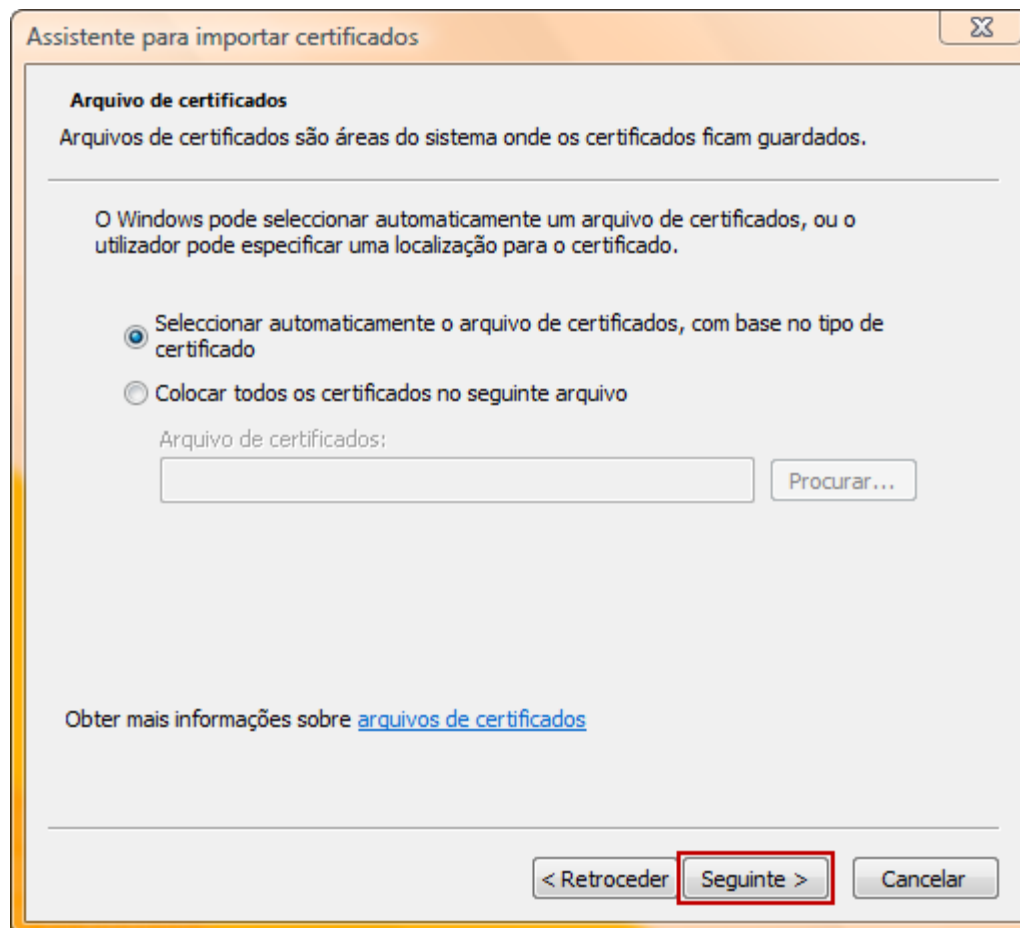 Assistente para importar certificados
Arquivo de certificados
Arquivos de certificados são áreas do sistema onde os certificados ficam guardados.
O Windows pode seleccionar automaticamente um arquivo de certificados, ou o
utilizador pode especificar uma localização para o certificado.
Seleccionar automaticamente o arquivo de certificados, com base no tipo de
certificado
Colocar todos os certificados no seguinte arquivo
Arquivo de certificados:
Procurar...
Obter mais informações sobre arquivos de certificados
< Retroceder Seguinte > Cancelar